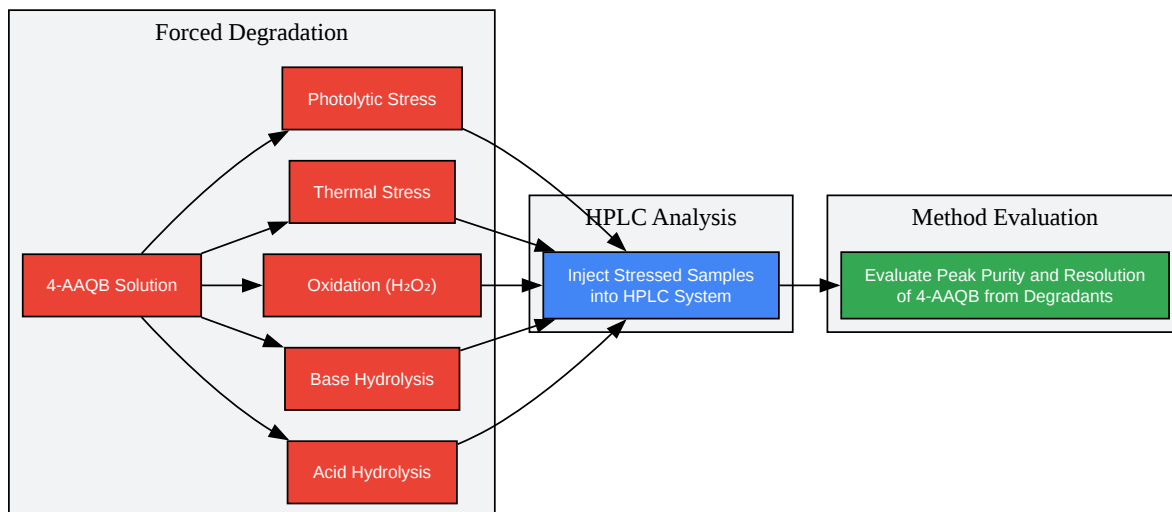 Forced Degradation
Photolytic Stress
Thermal Stress
4-AAQB Solution
Oxidation (H₂O₂)
Base Hydrolysis
Acid Hydrolysis
HPLC Analysis
Inject Stressed Samples
into HPLC System
Method Evaluation
Evaluate Peak Purity and Resolution
of 4-AAQB from Degradants